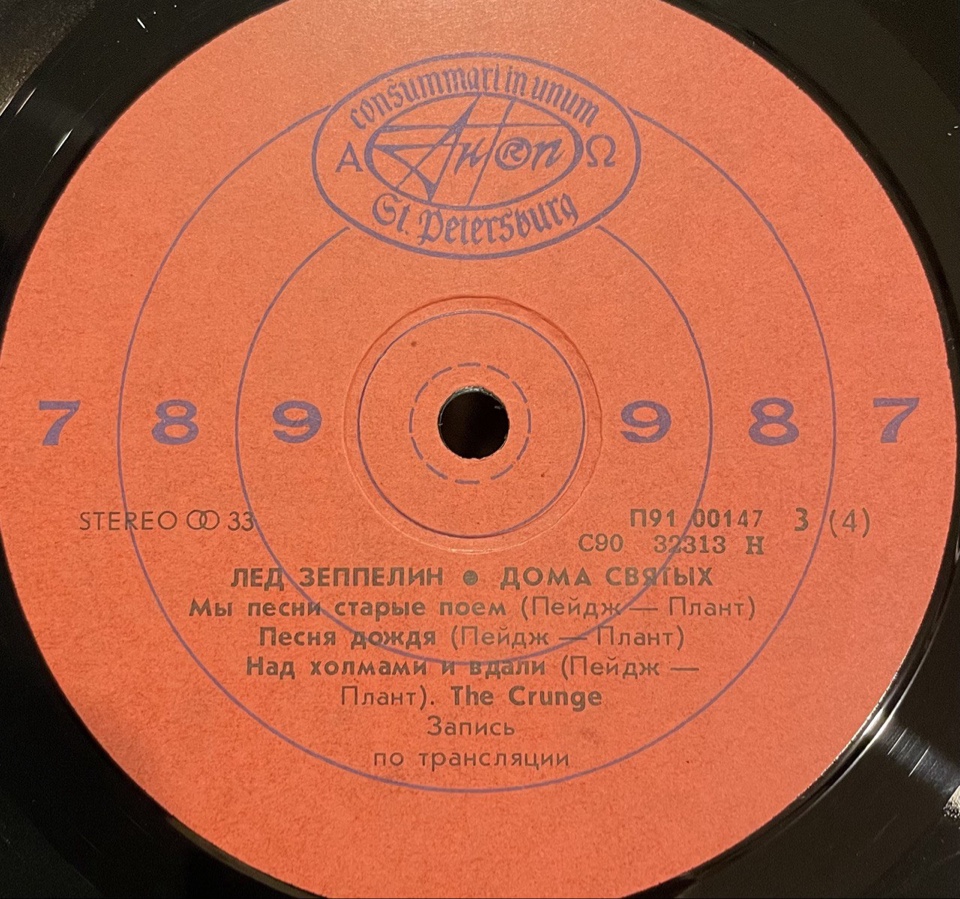 consummari in unum
Α АнтRоп Ω
St. Petersburg
7 8 9 9 8 7
STEREO 33
П91 00147 3 (4)
С90 32313 Н
ЛЕД ЗЕППЕЛИН ● ДОМА СВЯТЫХ
Мы песни старые поем (Пейдж — Плант)
Песня дождя (Пейдж — Плант)
Над холмами и вдали (Пейдж —
Плант). The Crunge
Запись
по трансляции